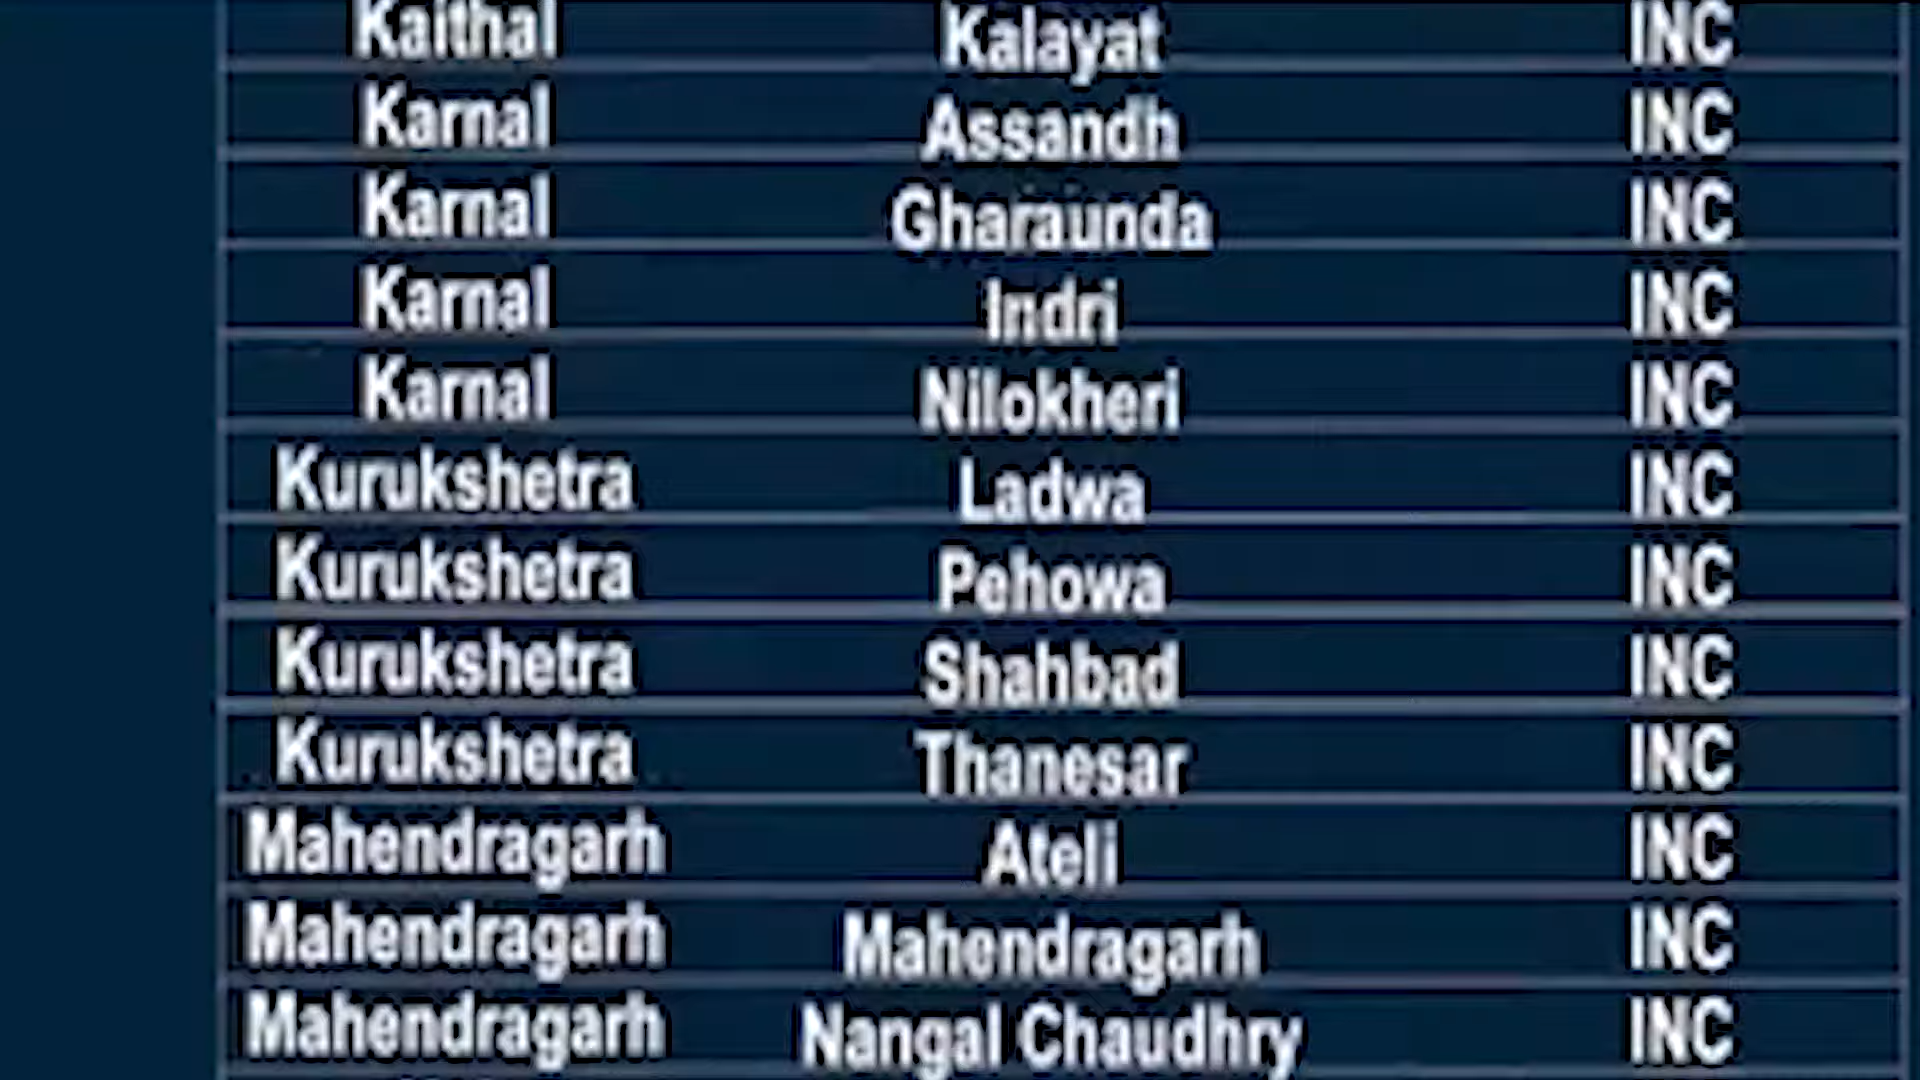 Kaithal Kalayat INC
Karnal Assandh INC
Karnal Gharaunda INC
Karnal Indri INC
Karnal Nilokheri INC
Kurukshetra Ladwa INC
Kurukshetra Pehowa INC
Kurukshetra Shahbad INC
Kurukshetra Thanesar INC
Mahendragarh Ateli INC
Mahendragarh Mahendragarh INC
Mahendragarh Nangal Chaudhry INC